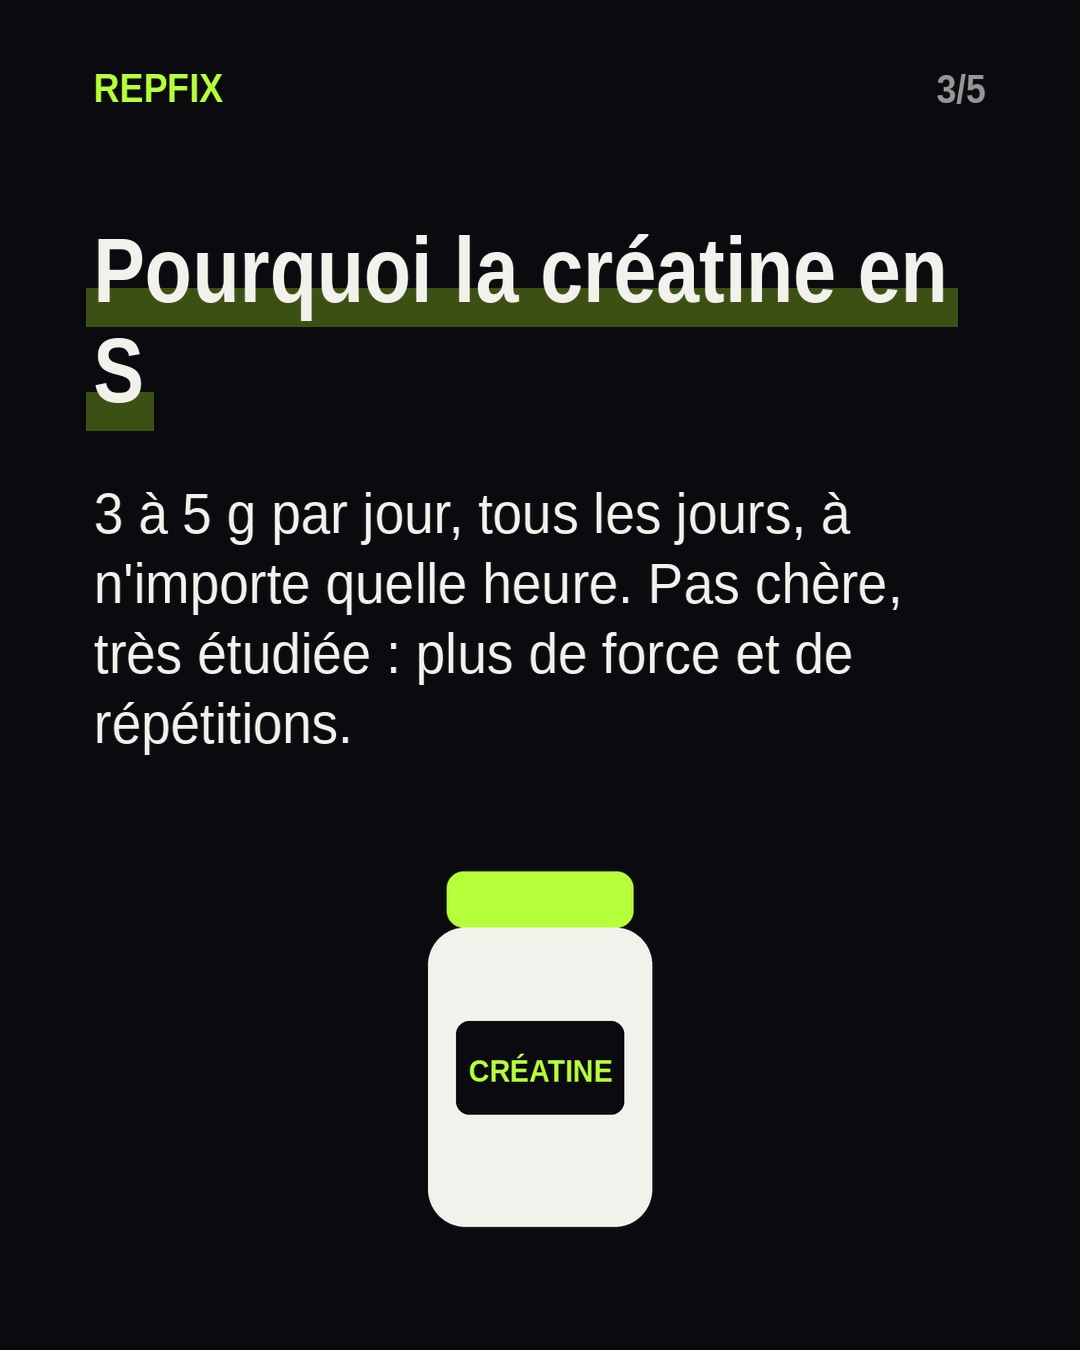 REPFIX
3/5
Pourquoi la créatine en
S
3 à 5 g par jour, tous les jours, à
n'importe quelle heure. Pas chère,
très étudiée : plus de force et de
répétitions.
CRÉATINE